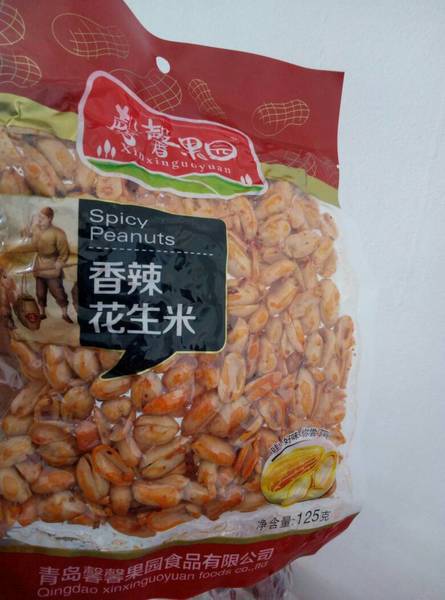 馨馨果园
Xinxinguoyuan
Spicy
Peanuts
香辣
花生米
净含量:125克
青岛馨馨果园食品有限公司
Qingdao xinxinguoyuan foods co.,ltd